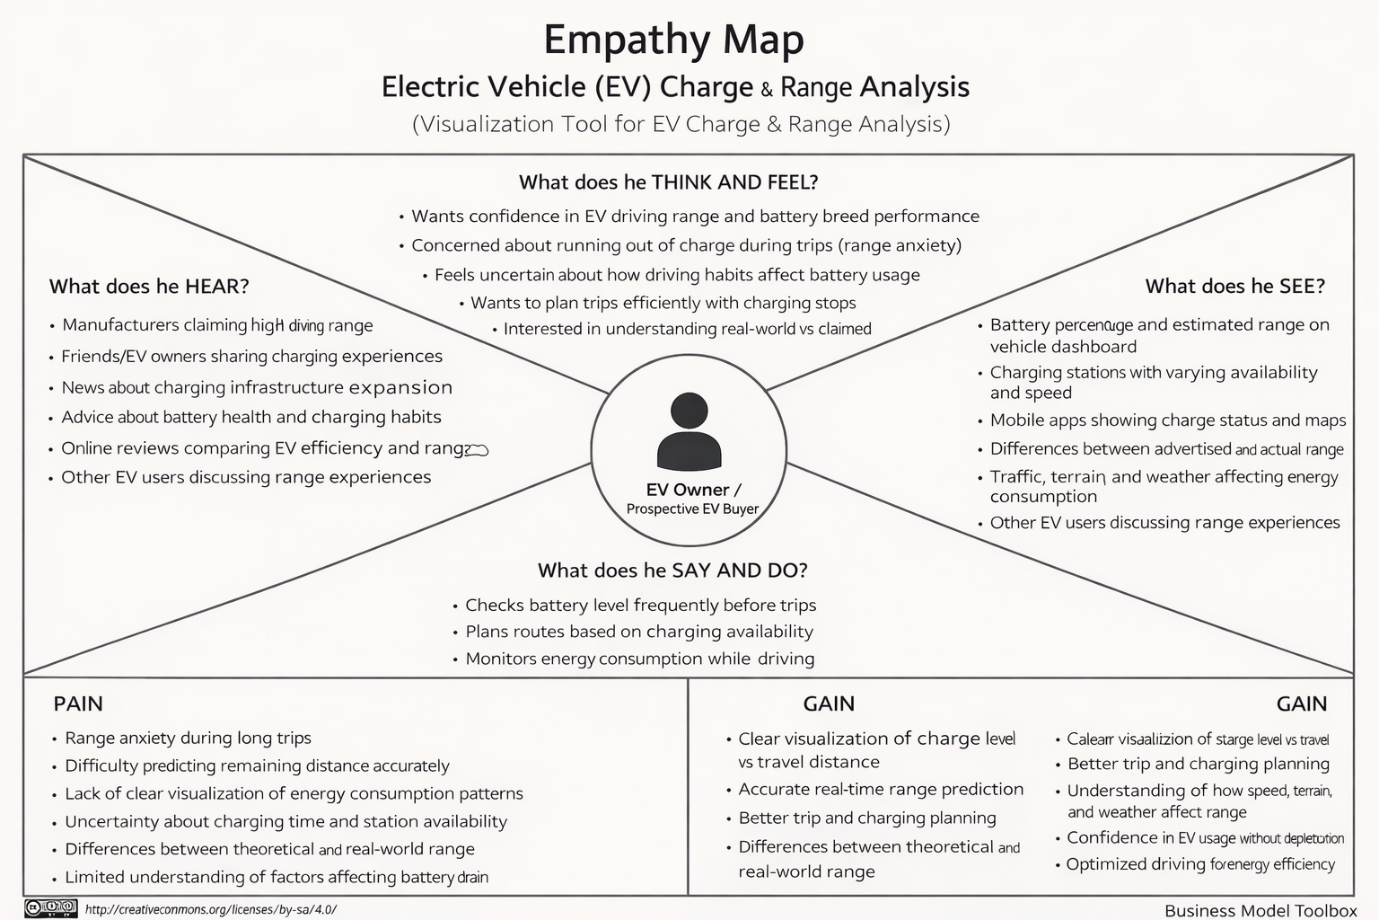 Empathy Map
Electric Vehicle (EV) Charge & Range Analysis
(Visualization Tool for EV Charge & Range Analysis)
What does he THINK AND FEEL?
• Wants confidence in EV driving range and battery breed performance
• Concerned about running out of charge during trips (range anxiety)
• Feels uncertain about how driving habits affect battery usage
• Wants to plan trips efficiently with charging stops
• Interested in understanding real-world vs claimed
What does he HEAR?
• Manufacturers claiming high diving range
• Friends/EV owners sharing charging experiences
• News about charging infrastructure expansion
• Advice about battery health and charging habits
• Online reviews comparing EV efficiency and
• Other EV users discussing range experiences
What does he SEE?
• Battery and estimated range on
vehicle dashboard
• Charging stations with varying availability
and speed
• Mobile apps showing charge status and maps
• Differences between advertised and actual range
• Traffic, terrain, and weather affecting energy
consumption
• Other EV users discussing range experiences
EV Owner /
Prospective EV Buyer
What does he SAY AND DO?
• Checks battery level frequently before trips
• Plans routes based on charging availability
• Monitors energy consumption while driving
PAIN
• Range anxiety during long trips
• Difficulty predicting remaining distance accurately
• Lack of clear visualization of energy consumption patterns
• Uncertainty about charging time and station availability
• Differences between theoretical and real-world range
• Limited understanding of factors affecting battery drain
GAIN
• Clear visualization of charge level
vs travel distance
• Accurate real-time range prediction
• Better trip and charging planning
• Differences between theoretical and
real-world range
GAIN
• of starge level vs travel
• Better trip and charging planning
• Understanding of how speed, terrain,
and weather affect range
• Confidence in EV usage without
• Optimized driving forenergy efficiency
http://creativecommons.org/licenses/by-sa/4.0/
Business Model Toolbox